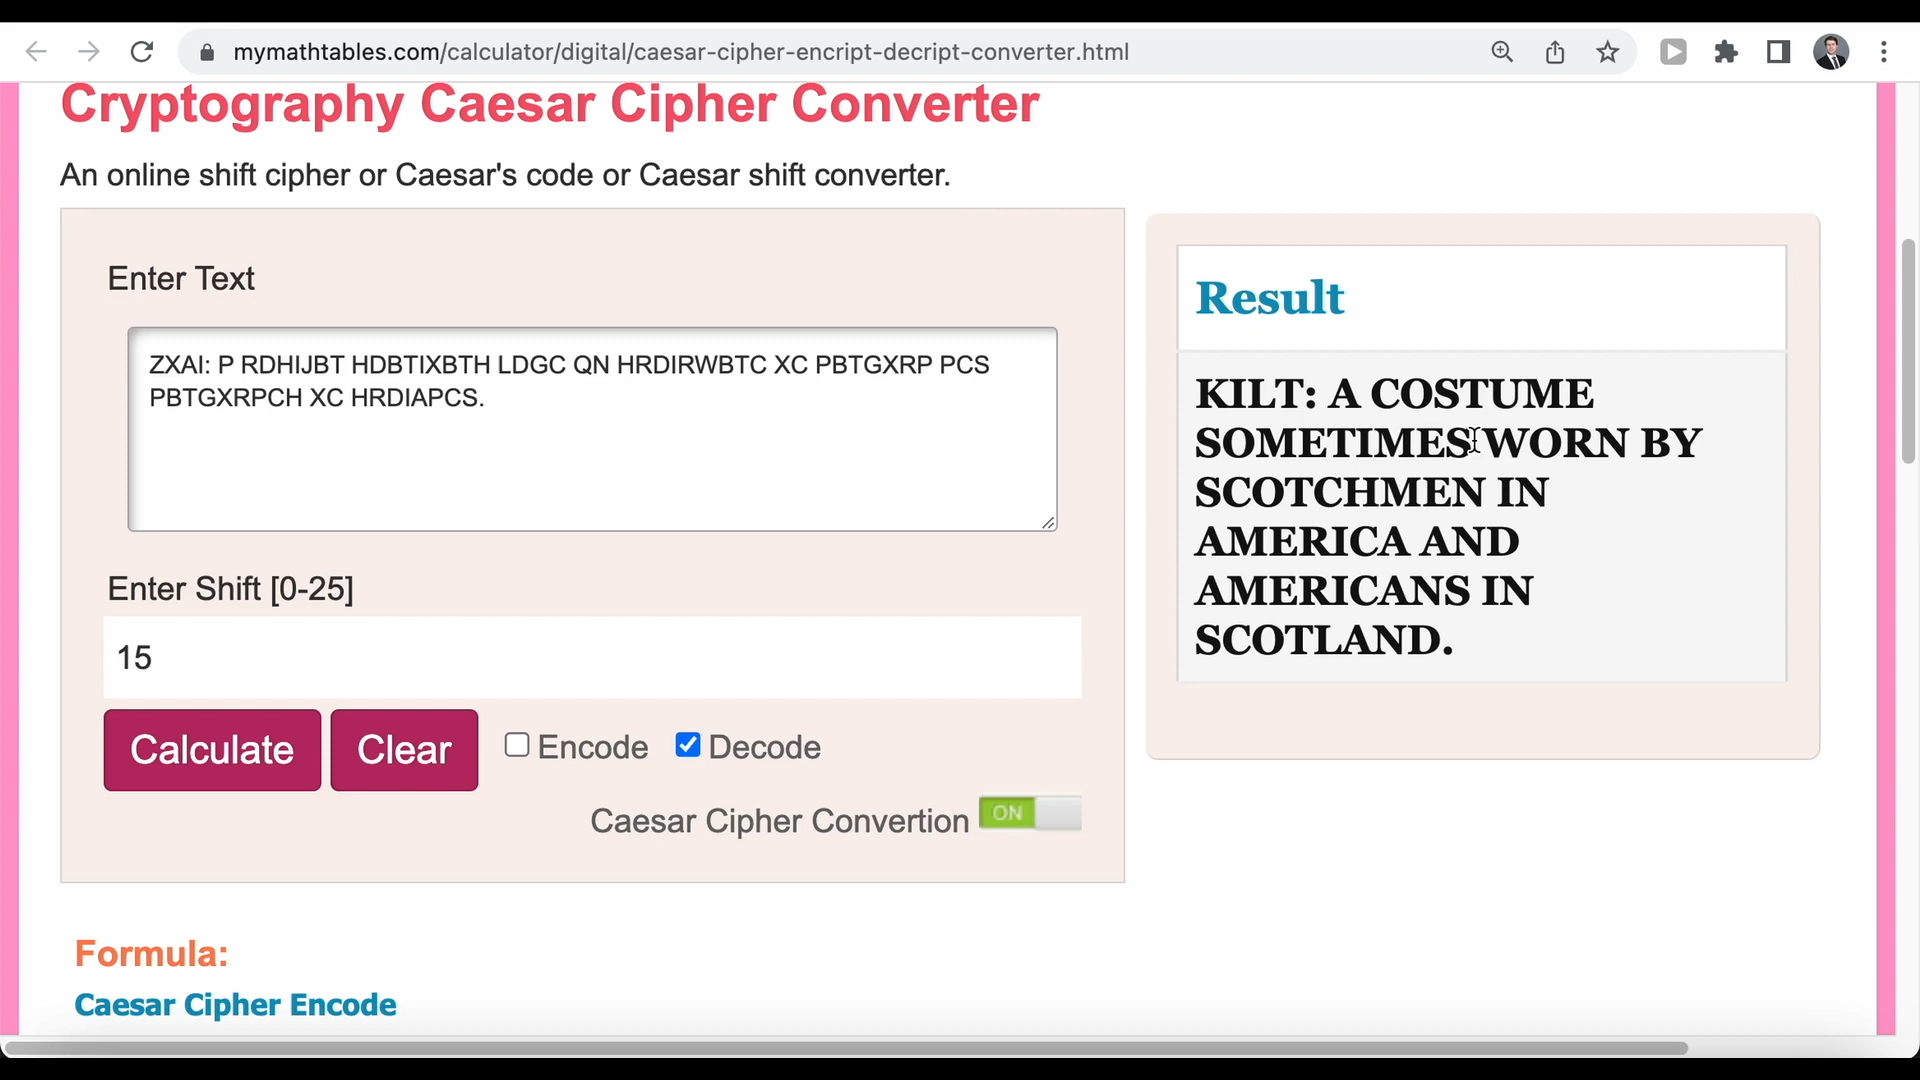 mymathtables.com/calculator/digital/caesar-cipher-encript-decript-converter.html
Cryptography Caesar Cipher Converter
An online shift cipher or Caesar's code or Caesar shift converter.
Enter Text
ZXAI: P RDHIJBT HDBTIXBTH LDGC QN HRDIRWBTC XC PBTGXRP PCS
PBTGXRPCH XC HRDIAPCS.
Enter Shift [0-25]
15
Calculate
Clear
Encode
Decode
Caesar Cipher Convertion
ON
Result
KILT: A COSTUME
SOMETIMES WORN BY
SCOTCHMEN IN
AMERICA AND
AMERICANS IN
SCOTLAND.
Formula:
Caesar Cipher Encode